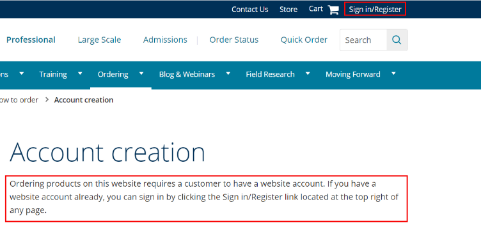 Contact Us Store Cart Sign in/Register
Professional Large Scale Admissions Order Status Quick Order Search
ns Training Ordering Blog & Webinars Field Research Moving Forward
ow to order > Account creation
Account creation
Ordering products on this website requires a customer to have a website account. If you have a
website account already, you can sign in by clicking the Sign in/Register link located at the top right of
any page.